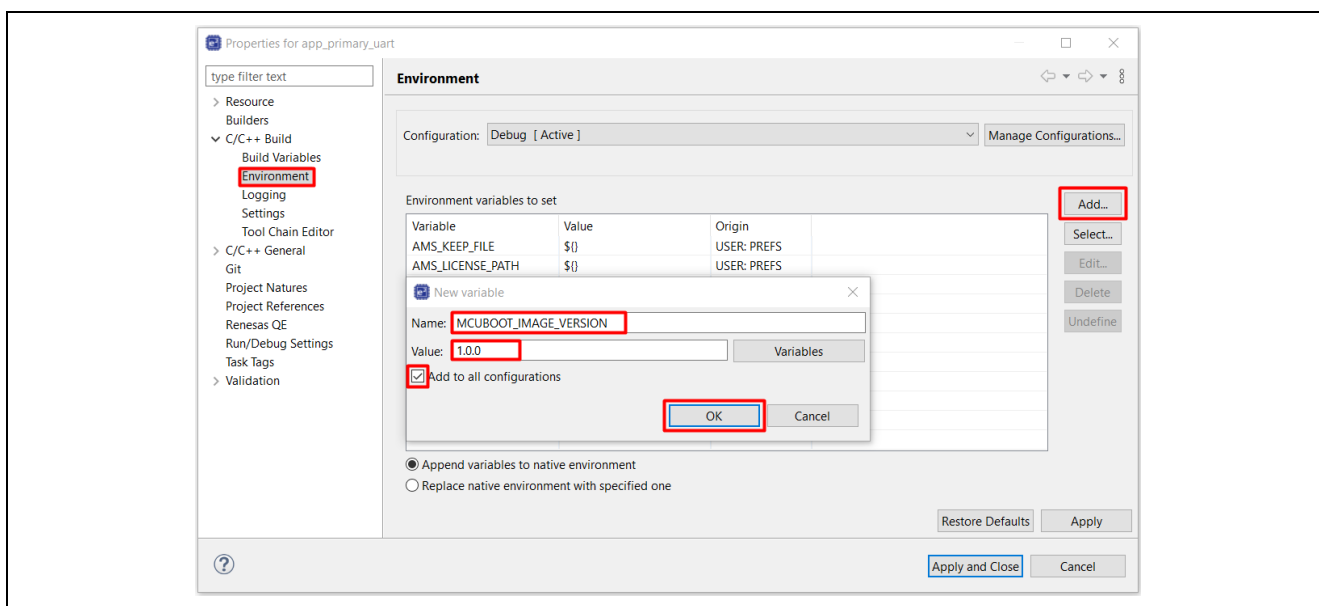 Properties for app_primary_uart
type filter text
Resource
Builders
C/C++ Build
Build Variables
Environment
Logging
Settings
Tool Chain Editor
C/C++ General
Git
Project Natures
Project References
Renesas QE
Run/Debug Settings
Task Tags
Validation
Environment
Configuration: Debug [ Active ] Manage Configurations...
Environment variables to set
Add...
Select...
Edit...
Delete
Undefine
Variable Value Origin
AMS_KEEP_FILE ${} USER: PREFS
AMS_LICENSE_PATH ${} USER: PREFS
New variable
Name: MCUBOOT_IMAGE_VERSION
Value: 1.0.0 Variables
Add to all configurations
OK Cancel
Append variables to native environment
Replace native environment with specified one
Restore Defaults Apply
? Apply and Close Cancel